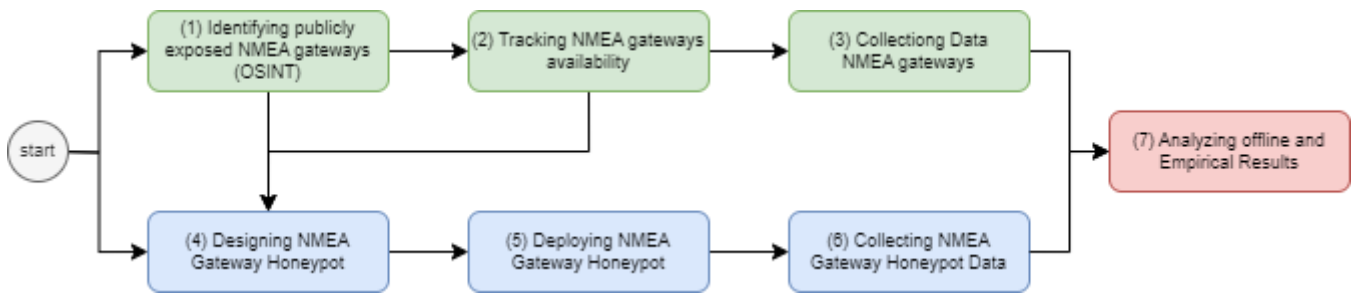 start
(1) Identifying publicly
exposed NMEA gateways
(OSINT)
(2) Tracking NMEA gateways
availability
(3) Collectiong Data
NMEA gateways
(4) Designing NMEA
Gateway Honeypot
(5) Deploying NMEA
Gateway Honeypot
(6) Collecting NMEA
Gateway Honeypot Data
(7) Analyzing offline and
Empirical Results